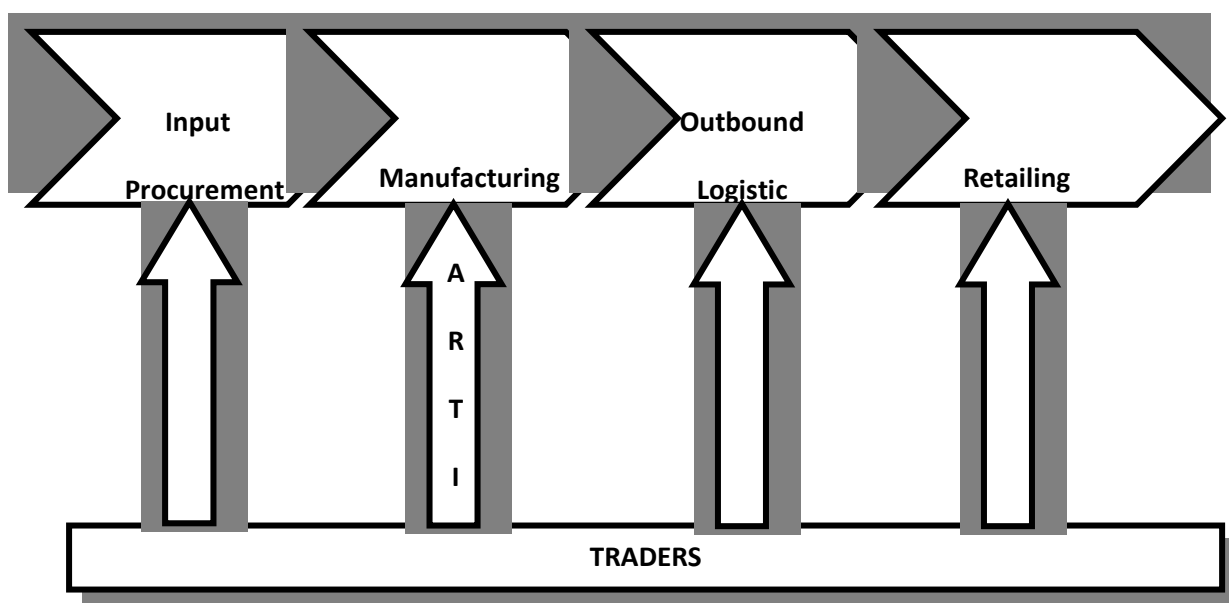 Input
Procurement
Manufacturing
Outbound
Logistic
Retailing
A
R
T
I
TRADERS